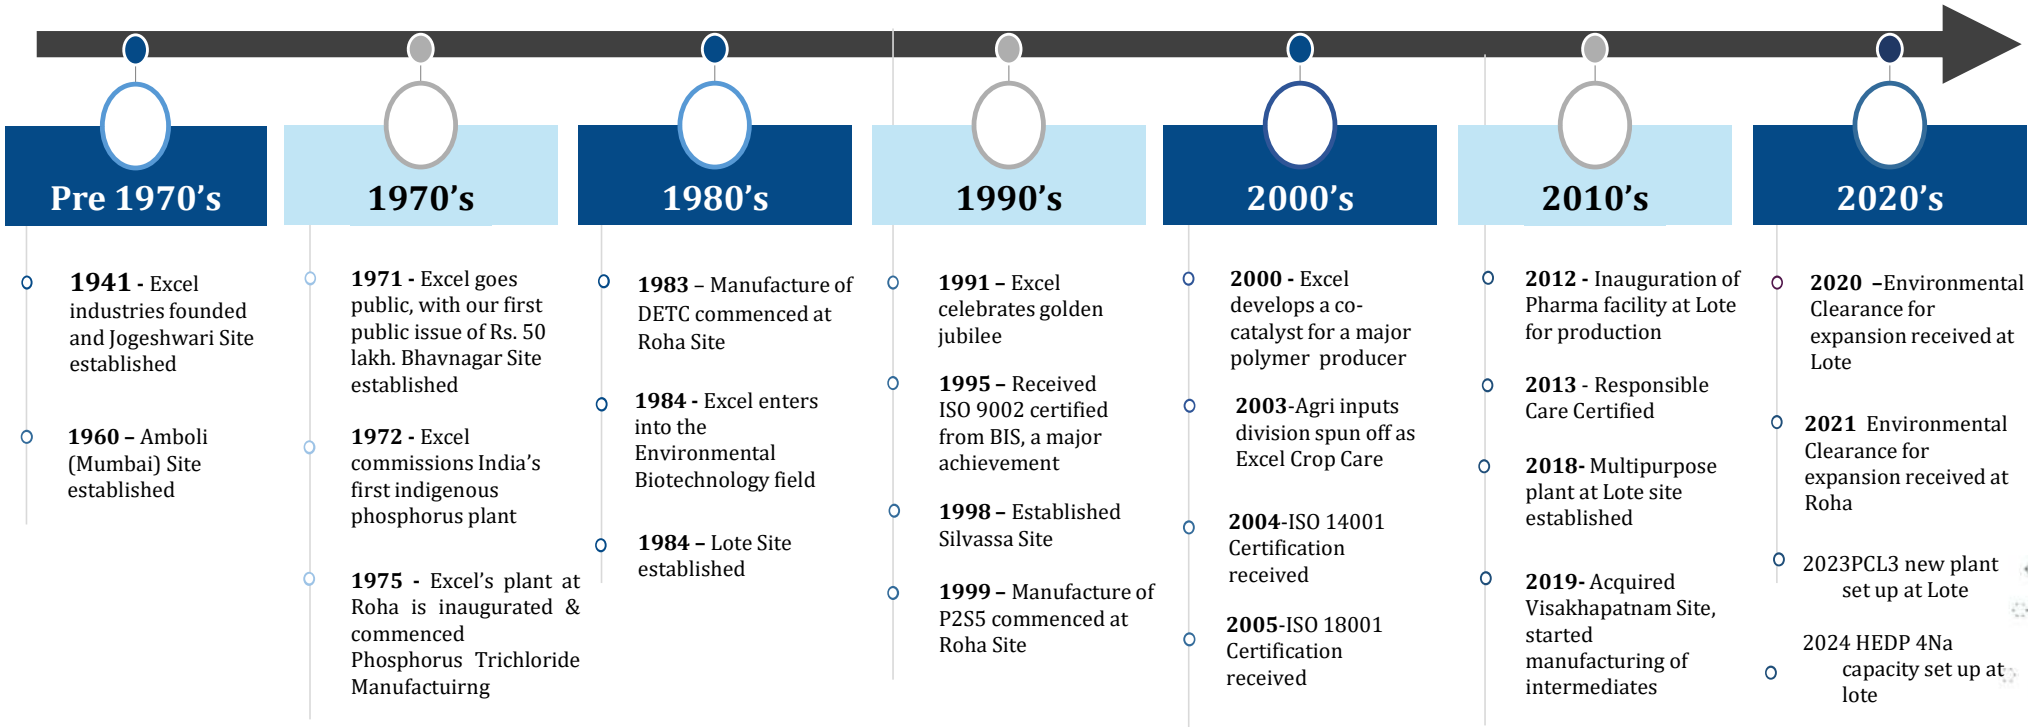 Pre 1970’s
1941 - Excel
industries founded
and Jogeshwari Site
established
1960 – Amboli
(Mumbai) Site
established
1970’s
1971 - Excel goes
public, with our first
public issue of Rs. 50
lakh. Bhavnagar Site
established
1972 - Excel
commissions India’s
first indigenous
phosphorus plant
1975 - Excel’s plant at
Roha is inaugurated &
commenced
Phosphorus Trichloride
Manufactuirng
1980’s
1983 – Manufacture of
DETC commenced at
Roha Site
1984 - Excel enters
into the
Environmental
Biotechnology field
1984 – Lote Site
established
1990’s
1991 – Excel
celebrates golden
jubilee
1995 – Received
ISO 9002 certified
from BIS, a major
achievement
1998 – Established
Silvassa Site
1999 – Manufacture of
P2S5 commenced at
Roha Site
2000’s
2000 - Excel
develops a co-
catalyst for a major
polymer producer
2003-Agri inputs
division spun off as
Excel Crop Care
2004-ISO 14001
Certification
received
2005-ISO 18001
Certification
received
2010’s
2012 - Inauguration of
Pharma facility at Lote
for production
2013 - Responsible
Care Certified
2018- Multipurpose
plant at Lote site
established
2019- Acquired
Visakhapatnam Site,
started
manufacturing of
intermediates
2020’s
2020 –Environmental
Clearance for
expansion received at
Lote
2021 Environmental
Clearance for
expansion received at
Roha
2023PCL3 new plant
set up at Lote
2024 HEDP 4Na
capacity set up at
lote